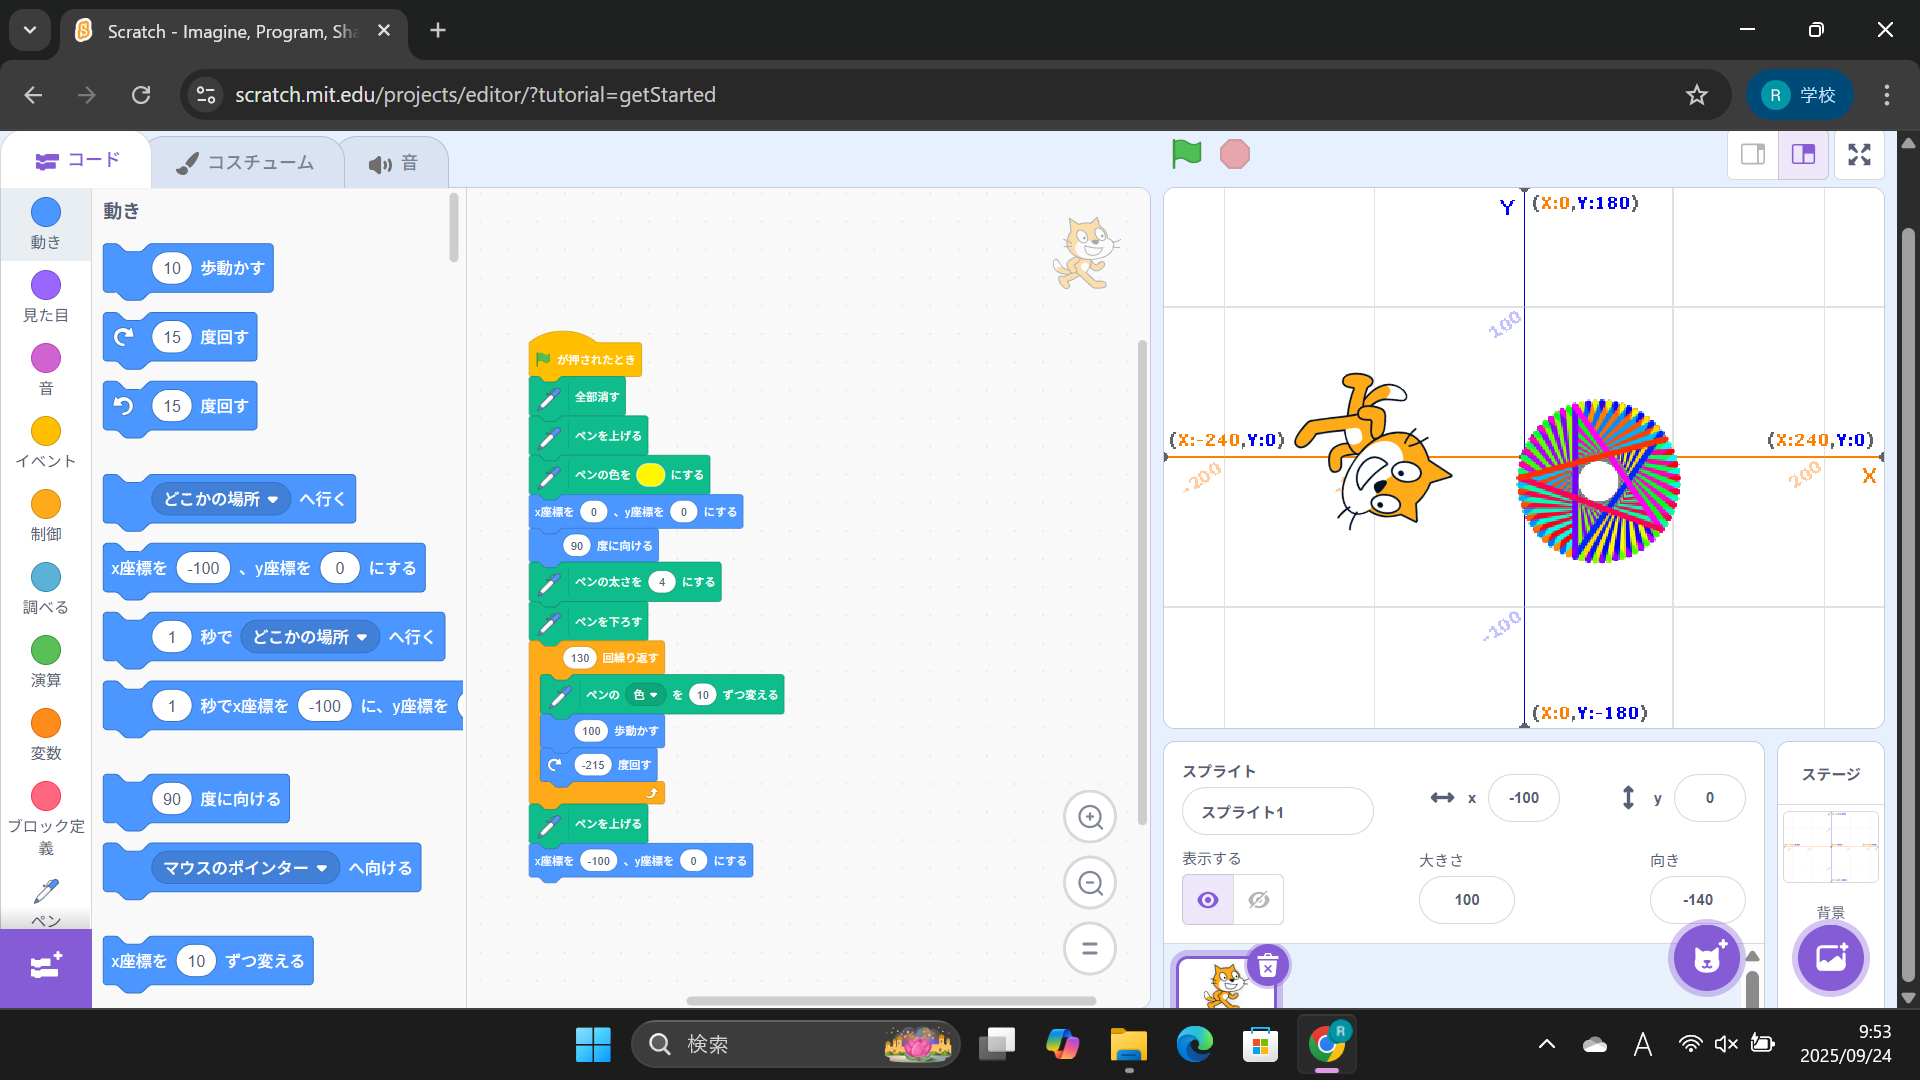 Scratch - Imagine, Program, Sha
scratch.mit.edu/projects/editor/?tutorial=getStarted
R 学校
コード
コスチューム
音
動き
見た目
音
イベント
制御
調べる
演算
変数
ブロック定義
ペン
動き
10 歩動かす
15 度回す
15 度回す
どこかの場所 へ行く
x座標を -100 、y座標を 0 にする
1 秒で どこかの場所 へ行く
1 秒でx座標を -100 に、y座標を
90 度に向ける
マウスのポインター へ向ける
x座標を 10 ずつ変える
が押されたとき
全部消す
ペンを上げる
ペンの色を にする
x座標を 0 、y座標を 0 にする
90 度に向ける
ペンの太さを 4 にする
ペンを下ろす
130 回繰り返す
ペンの 色 を 10 ずつ変える
100 歩動かす
-215 度回す
ペンを上げる
x座標を -100 、y座標を 0 にする
Y (X:0,Y:180)
100
(X:-240,Y:0)
(X:240,Y:0)
-200
200
X
-100
(X:0,Y:-180)
スプライト
スプライト1
x -100
y 0
表示する
大きさ
100
向き
-140
ステージ
背景
検索
R
A
9:53
2025/09/24